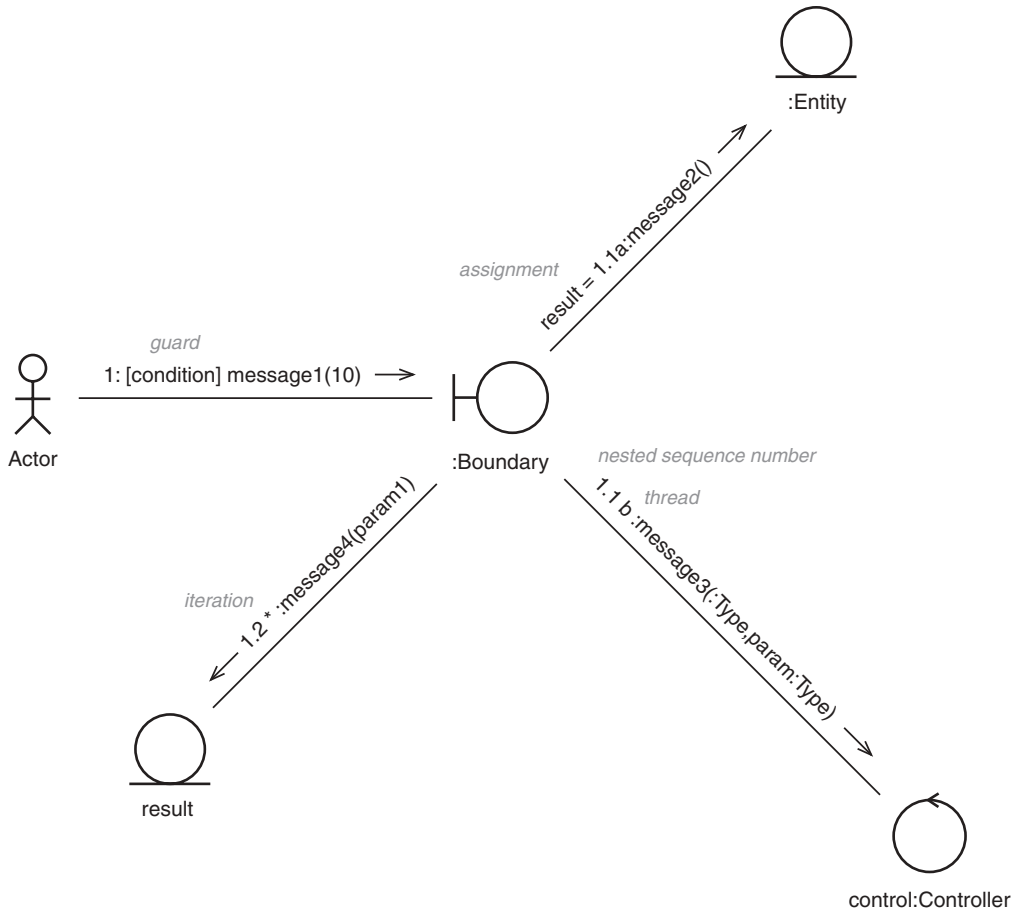 :Entity
result = 1.1a:message2()
assignment
guard
1: [condition] message1(10)
Actor
:Boundary
nested sequence number
1.1 b :message3(:Type,param:Type)
thread
1.2 * :message4(param1)
iteration
result
control:Controller